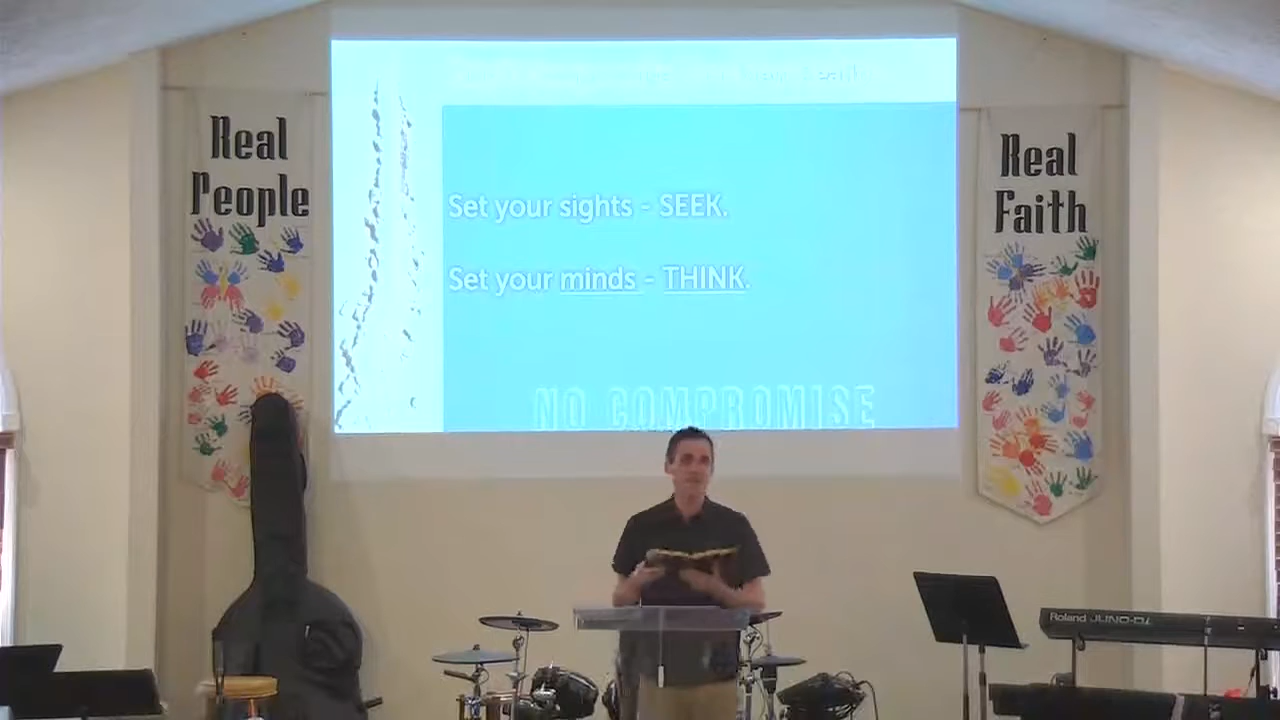 Real
People
Set your sights - SEEK.
Set your minds - THINK.
NO COMPROMISE
Real
Faith
Roland JUNO-Di